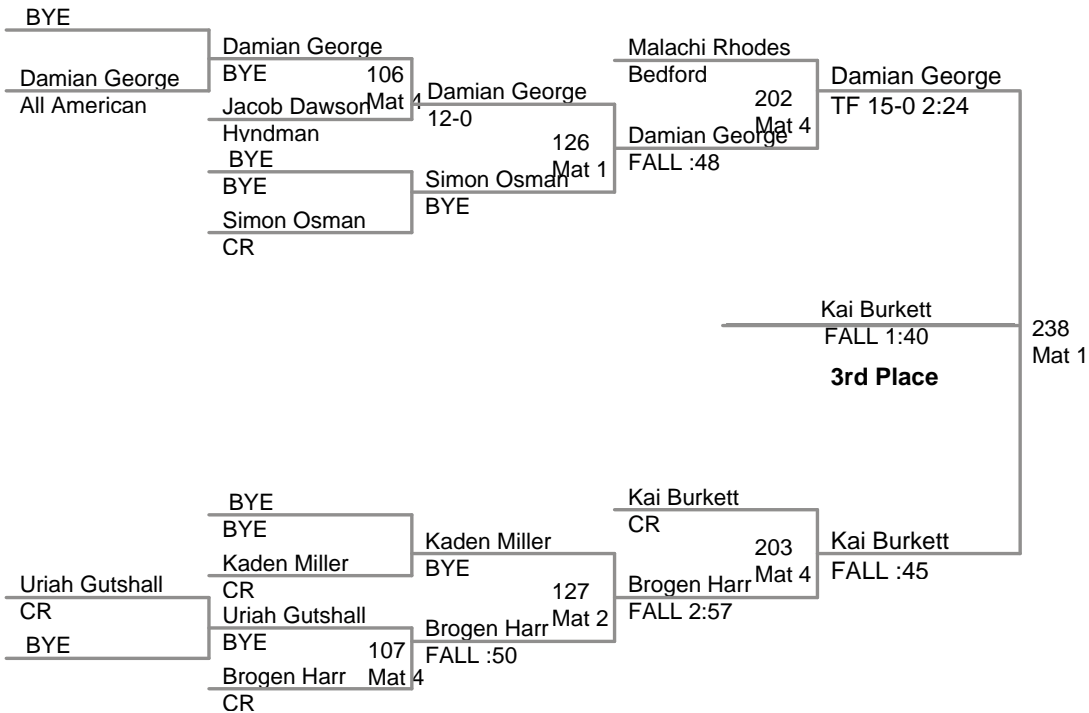 BYE
Damian George
All American
Damian George
BYE
106
Mat 4
Jacob Dawson
Hyndman
BYE
BYE
Simon Osman
CR
Damian George
12-0
126
Mat 1
Simon Osman
BYE
Malachi Rhodes
Bedford
202
Mat 4
Damian George
FALL :48
Damian George
TF 15-0 2:24
Kai Burkett
FALL 1:40
3rd Place
238
Mat 1
BYE
BYE
Kaden Miller
CR
Uriah Gutshall
CR
BYE
Uriah Gutshall
BYE
107
Mat 4
Brogen Harr
CR
Kaden Miller
BYE
127
Mat 2
Brogen Harr
FALL :50
Kai Burkett
CR
203
Mat 4
Brogen Harr
FALL 2:57
Kai Burkett
FALL :45